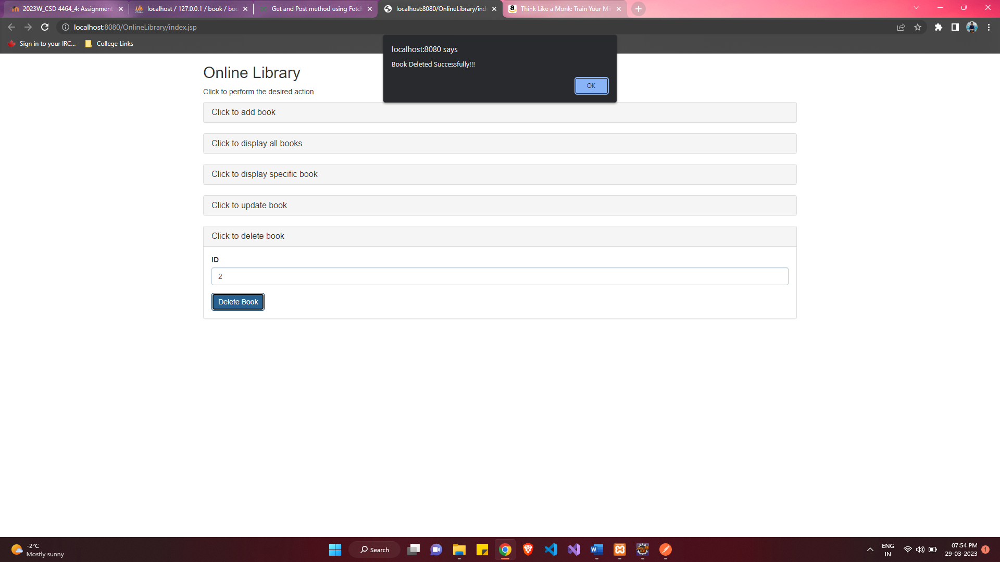 2023W_CSD 4464_4: Assignment
localhost / 127.0.0.1 / book / boo
Get and Post method using Fetch
localhost:8080/OnlineLibrary/ind
Think Like a Monk: Train Your Mi
localhost:8080/OnlineLibrary/index.jsp
Sign in to your IRC...
College Links
localhost:8080 says
Book Deleted Successfully!!!
OK
Online Library
Click to perform the desired action
Click to add book
Click to display all books
Click to display specific book
Click to update book
Click to delete book
ID
2
Delete Book
-2°C
Mostly sunny
Search
ENG
IN
07:54 PM
29-03-2023
1